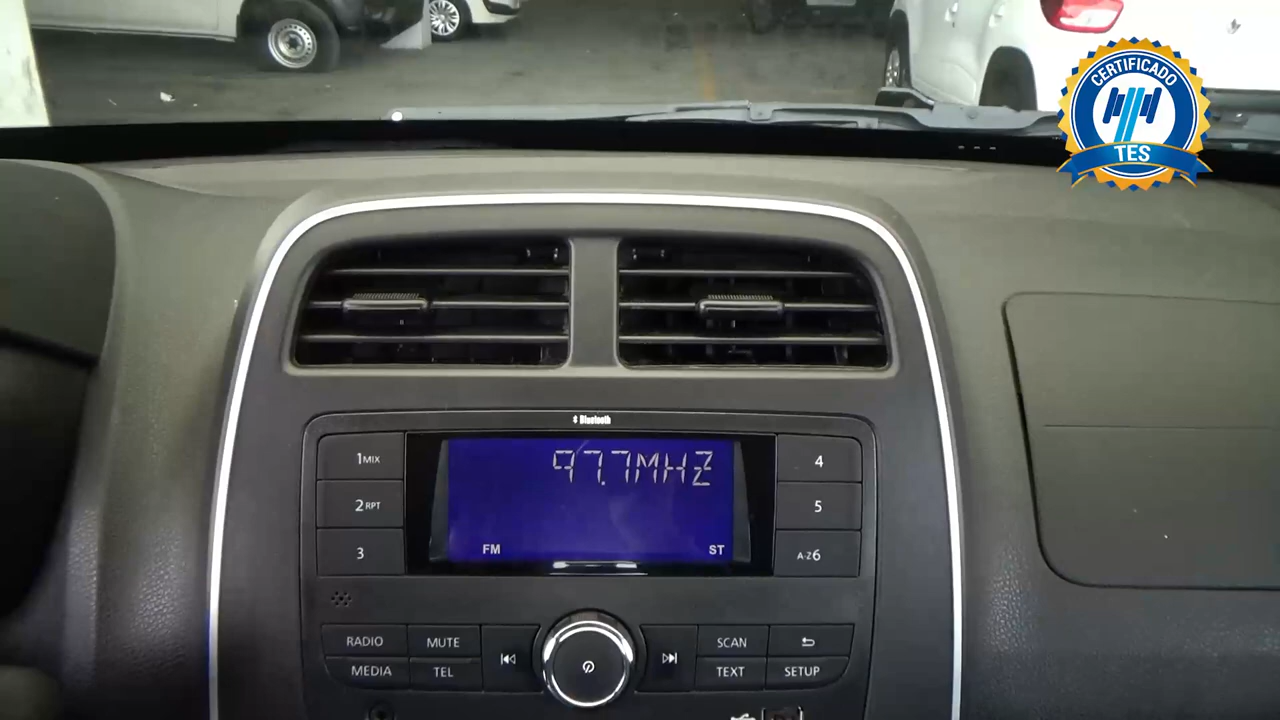 CERTIFICADO
TES
Bluetooth
1MIX
97.7MHZ
4
2RPT
5
3
FM
ST
A-Z6
RADIO
MUTE
SCAN
MEDIA
TEL
TEXT
SETUP